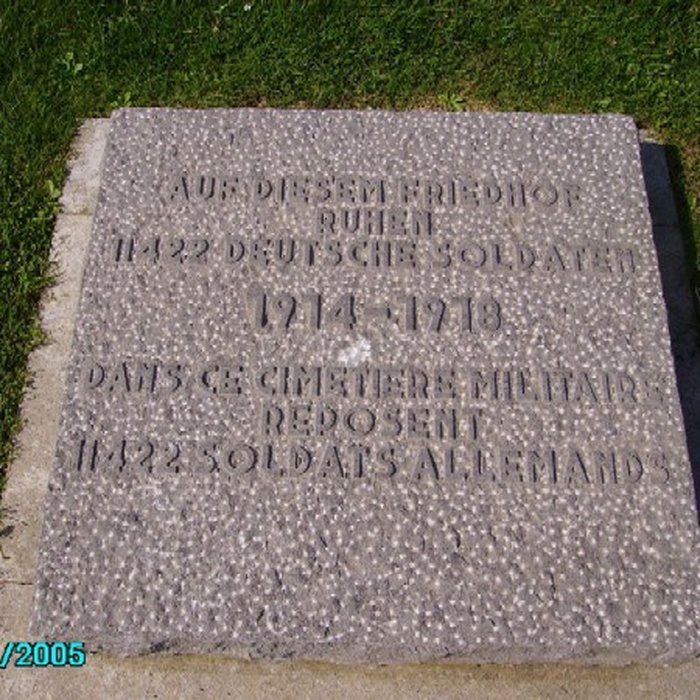 AUF DIESEM FRIEDHOF
RUHEN
11422 DEUTSCHE SOLDATEN
1914-1918
DANS CE CIMETIERE MILITAIRE
REPOSENT
11422 SOLDATS ALLEMANDS
/2005